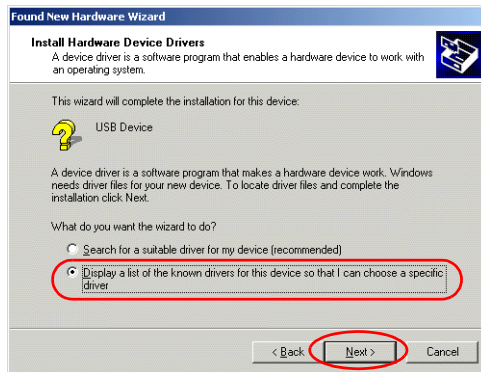 Found New Hardware Wizard
Install Hardware Device Drivers
A device driver is a software program that enables a hardware device to work with
an operating system.
This wizard will complete the installation for this device:
USB Device
A device driver is a software program that makes a hardware device work. Windows
needs driver files for your new device. To locate driver files and complete the
installation click Next.
What do you want the wizard to do?
Search for a suitable driver for my device (recommended)
Display a list of the known drivers for this device so that I can choose a specific
driver
< Back Next > Cancel